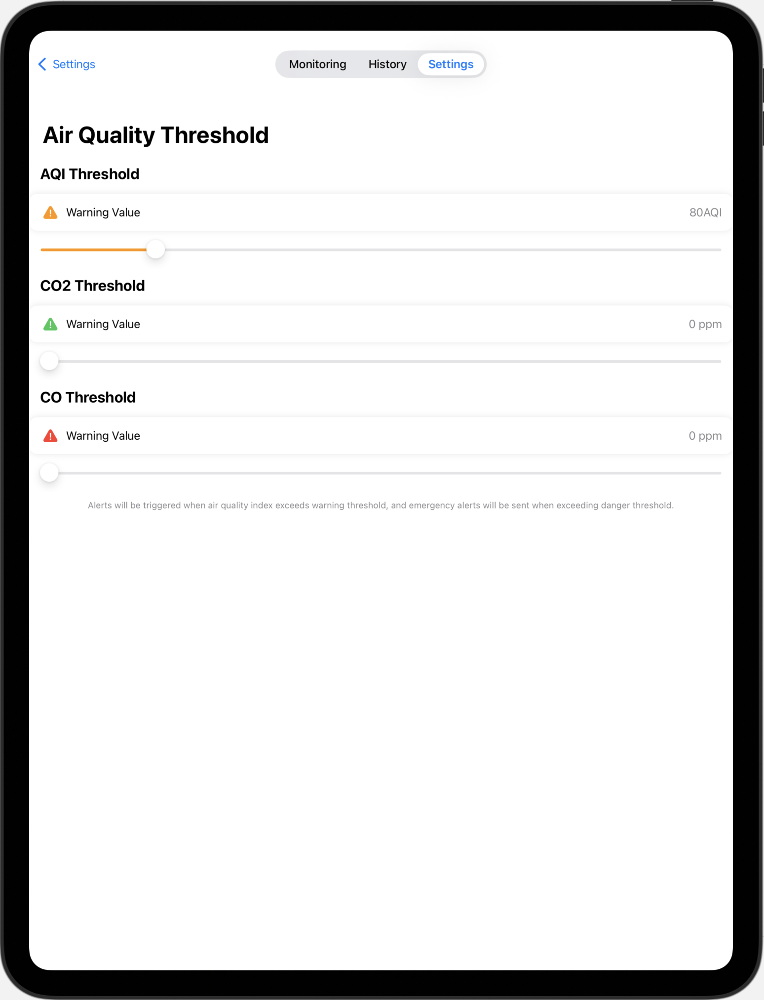 Settings
Monitoring
History
Settings
Air Quality Threshold
AQI Threshold
Warning Value
80AQI
CO2 Threshold
Warning Value
0 ppm
CO Threshold
Warning Value
0 ppm
Alerts will be triggered when air quality index exceeds warning threshold, and emergency alerts will be sent when exceeding danger threshold.